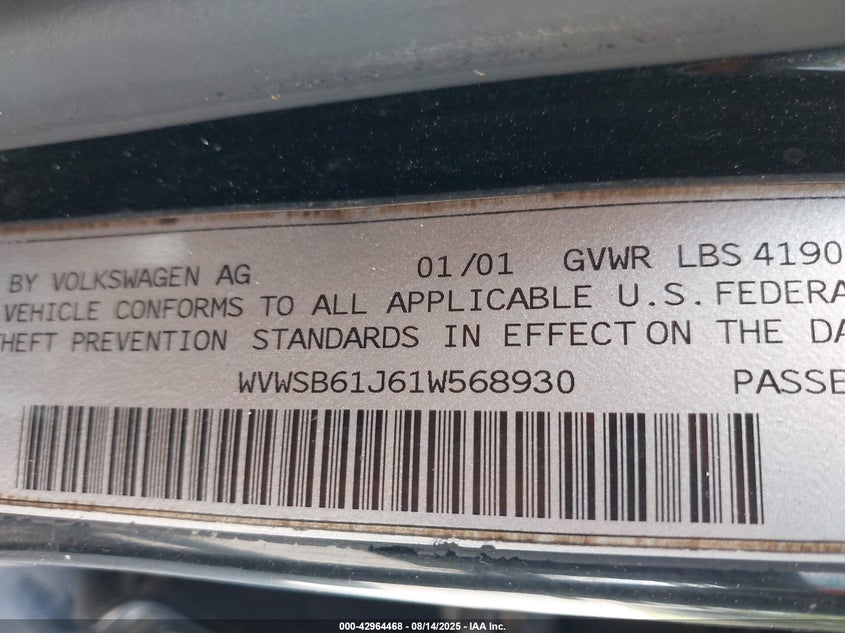 BY VOLKSWAGEN AG 01/01 GVWR LBS 4190
VEHICLE CONFORMS TO ALL APPLICABLE U.S. FEDERA
HEFT PREVENTION STANDARDS IN EFFECT ON THE DA
WVWSB61J61W568930 PASSE
000-42964468 - 08/14/2025 - IAA Inc.